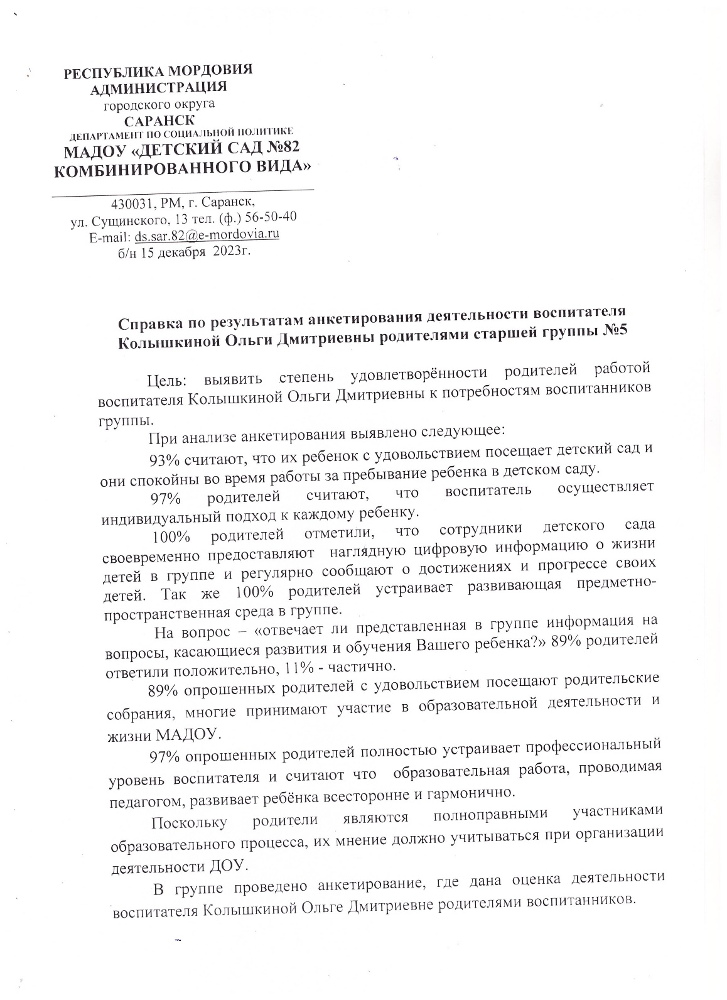 РЕСПУБЛИКА МОРДОВИЯ
АДМИНИСТРАЦИЯ
городского округа
САРАНСК
ДЕПАРТАМЕНТ ПО СОЦИАЛЬНОЙ ПОЛИТИКЕ
МАДОУ «ДЕТСКИЙ САД №82
КОМБИНИРОВАННОГО ВИДА»
430031, РМ, г. Саранск,
ул. Сущинского, 13 тел. (ф.) 56-50-40
E-mail: ds.sar.82@e-mordovia.ru
б/н 15 декабря 2023г.
Справка по результатам анкетирования деятельности воспитателя
Колышкиной Ольги Дмитриевны родителями старшей группы №5
Цель: выявить степень удовлетворённости родителей работой
воспитателя Колышкиной Ольги Дмитриевны к потребностям воспитанников
группы.
При анализе анкетирования выявлено следующее:
93% считают, что их ребенок с удовольствием посещает детский сад и
они спокойны во время работы за пребывание ребенка в детском саду.
97% родителей считают, что воспитатель осуществляет
индивидуальный подход к каждому ребенку.
100% родителей отметили, что сотрудники детского сада
своевременно предоставляют наглядную цифровую информацию о жизни
детей в группе и регулярно сообщают о достижениях и прогрессе своих
детей. Так же 100% родителей устраивает развивающая предметно-
пространственная среда в группе.
На вопрос – «отвечает ли представленная в группе информация на
вопросы, касающиеся развития и обучения Вашего ребенка?» 89% родителей
ответили положительно, 11% - частично.
89% опрошенных родителей с удовольствием посещают родительские
собрания, многие принимают участие в образовательной деятельности и
жизни МАДОУ.
97% опрошенных родителей полностью устраивает профессиональный
уровень воспитателя и считают что образовательная работа, проводимая
педагогом, развивает ребёнка всесторонне и гармонично.
Поскольку родители являются полноправными участниками
образовательного процесса, их мнение должно учитываться при организации
деятельности ДОУ.
В группе проведено анкетирование, где дана оценка деятельности
воспитателя Колышкиной Ольге Дмитриевне родителями воспитанников.